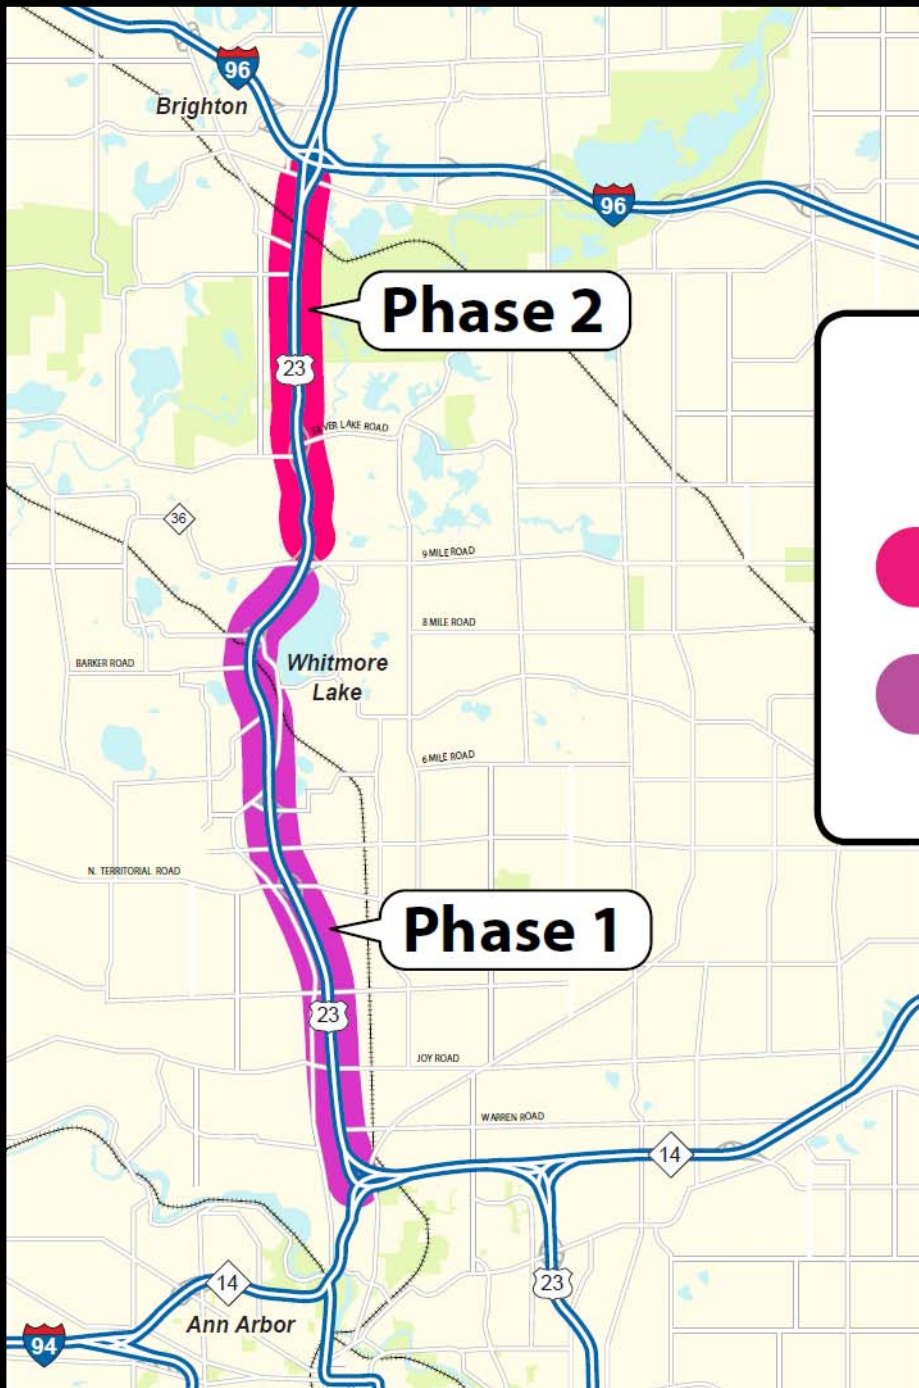 96
Brighton
96
Phase 2
23
SILVER LAKE ROAD
36
9 MILE ROAD
8 MILE ROAD
BARKER ROAD
Whitmore
Lake
6 MILE ROAD
N. TERRITORIAL ROAD
Phase 1
23
JOY ROAD
WARREN ROAD
14
14
23
Ann Arbor
94